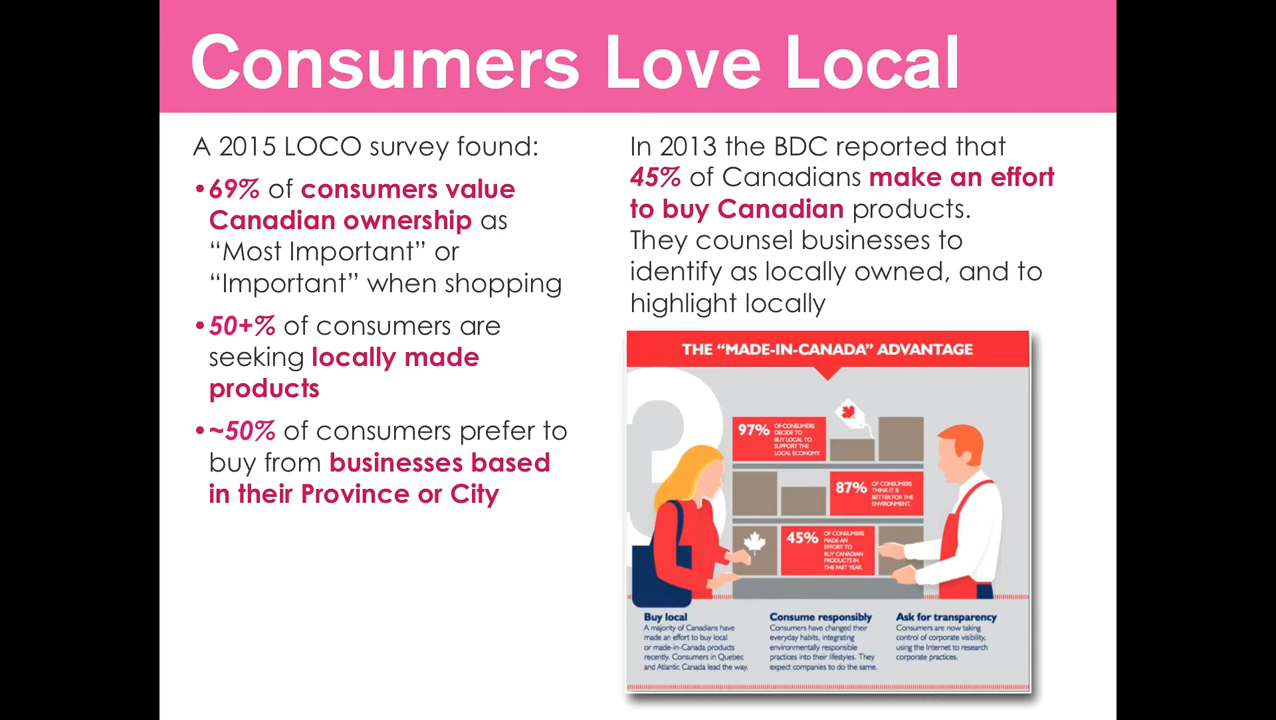 Consumers Love Local
A 2015 LOCO survey found:
•69% of consumers value
Canadian ownership as
“Most Important” or
“Important” when shopping
•50+% of consumers are
seeking locally made
products
•~50% of consumers prefer to
buy from businesses based
in their Province or City
In 2013 the BDC reported that
45% of Canadians make an effort
to buy Canadian products.
They counsel businesses to
identify as locally owned, and to
highlight locally
THE “MADE-IN-CANADA” ADVANTAGE
3
97%
OF CONSUMERS
DECIDE TO
BUY LOCAL TO
SUPPORT THE
LOCAL ECONOMY.
87%
OF CONSUMERS
THINK IT IS
BETTER FOR THE
ENVIRONMENT.
45%
OF CONSUMERS
MADE AN
EFFORT TO
BUY CANADIAN
PRODUCTS IN
THE PAST YEAR.
Buy local
A majority of Canadians have
made an effort to buy local
or made-in-Canada products
recently. Consumers in Quebec
and Atlantic Canada lead the way.
Consume responsibly
Consumers have changed their
everyday habits, integrating
environmentally responsible
practices into their lifestyles. They
expect companies to do the same.
Ask for transparency
Consumers are now taking
control of corporate visibility,
using the Internet to research
corporate practices.